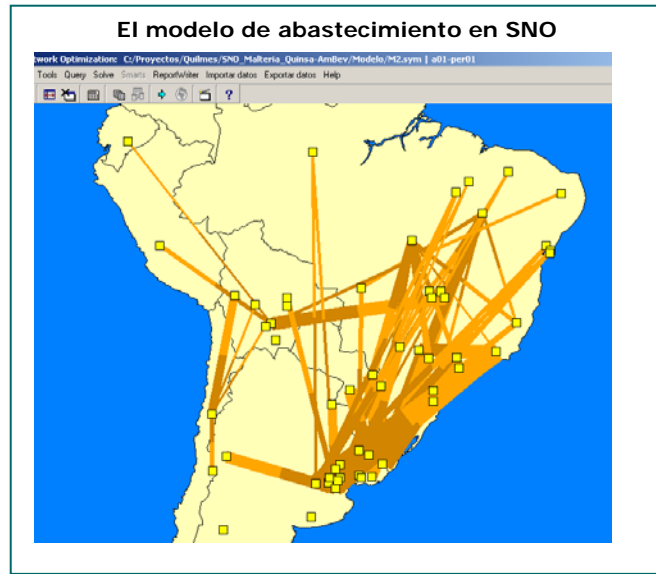 El modelo de abastecimiento en SNO
twork Optimization: C:/Proyectos/Quilmes/SNO_Malteria_Quinsa-AmBev/Modelo/M2.sym | a01-per01
Tools Query Solve Smarts ReportWriter Importar datos Exportar datos Help
?